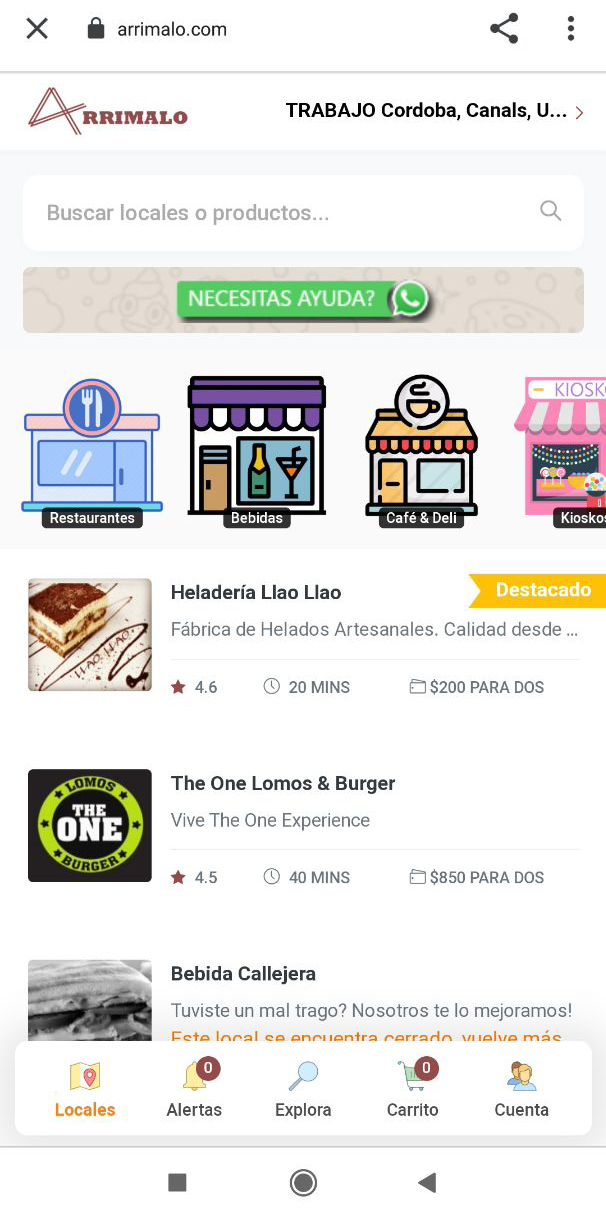 arrimalo.com
ARRIMALO
TRABAJO Cordoba, Canals, U...
Buscar locales o productos...
NECESITAS AYUDA?
KIOSK
Restaurantes
Bebidas
Café & Deli
Kiosko
Heladería Llao Llao
Destacado
Fábrica de Helados Artesanales. Calidad desde ...
LLAO LLAO
4.6
20 MINS
$200 PARA DOS
The One Lomos & Burger
LOMOS
THE
ONE
BURGER
Vive The One Experience
4.5
40 MINS
$850 PARA DOS
Bebida Callejera
Tuviste un mal trago? Nosotros te lo mejoramos!
Este local se encuentra cerrado, vuelve más
0
0
Locales
Alertas
Explora
Carrito
Cuenta